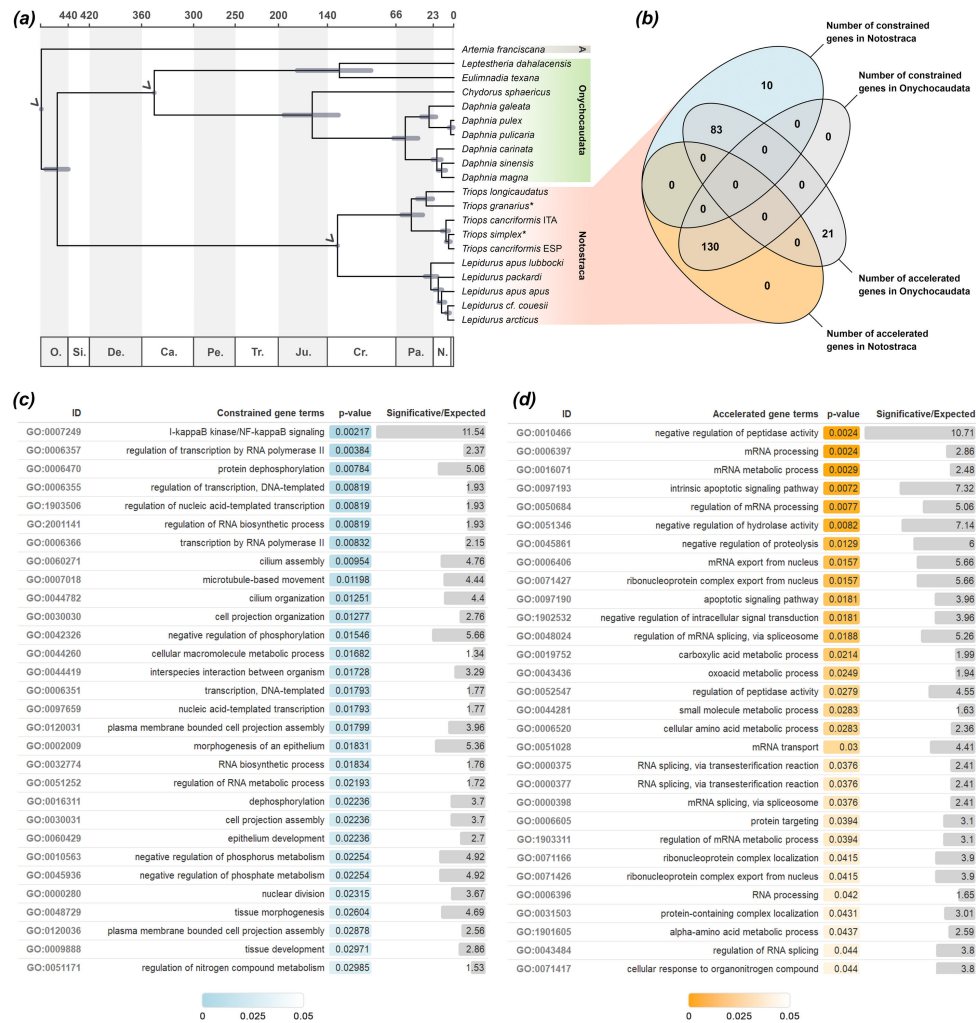 (a)
440 420 360 300 250 200 140 66 23 0
Artemia franciscana
A
Leptestheria dahalacensis
Eulimnadia texana
Chydorus sphaericus
Daphnia galeata
Daphnia pulex
Daphnia pulicaria
Daphnia carinata
Daphnia sinensis
Daphnia magna
Onychocaudata
Triops longicaudatus
Triops granarius*
Triops cancriformis ITA
Triops simplex*
Triops cancriformis ESP
Lepidurus apus lubbocki
Lepidurus packardi
Lepidurus apus apus
Lepidurus cf. couesii
Lepidurus arcticus
Notostraca
O. Si. De. Ca. Pe. Tr. Ju. Cr. Pa. N.
(b)
Number of constrained
genes in Notostraca
Number of constrained
genes in Onychocaudata
10
0
0
83
0
0
0
0
0
0
130
0
21
0
Number of accelerated
genes in Onychocaudata
Number of accelerated
genes in Notostraca
(c)
ID Constrained gene terms p-value Significative/Expected
GO:0007249 I-kappaB kinase/NF-kappaB signaling 0.00217 11.54
GO:0006357 regulation of transcription by RNA polymerase II 0.00384 2.37
GO:0006470 protein dephosphorylation 0.00784 5.06
GO:0006355 regulation of transcription, DNA-templated 0.00819 1.93
GO:1903506 regulation of nucleic acid-templated transcription 0.00819 1.93
GO:2001141 regulation of RNA biosynthetic process 0.00819 1.93
GO:0006366 transcription by RNA polymerase II 0.00832 2.15
GO:0060271 cilium assembly 0.00954 4.76
GO:0007018 microtubule-based movement 0.01198 4.44
GO:0044782 cilium organization 0.01251 4.4
GO:0030030 cell projection organization 0.01277 2.76
GO:0042326 negative regulation of phosphorylation 0.01546 5.66
GO:0044260 cellular macromolecule metabolic process 0.01682 1.34
GO:0044419 interspecies interaction between organism 0.01728 3.29
GO:0006351 transcription, DNA-templated 0.01793 1.77
GO:0097659 nucleic acid-templated transcription 0.01793 1.77
GO:0120031 plasma membrane bounded cell projection assembly 0.01799 3.96
GO:0002009 morphogenesis of an epithelium 0.01831 5.36
GO:0032774 RNA biosynthetic process 0.01834 1.76
GO:0051252 regulation of RNA metabolic process 0.02193 1.72
GO:0016311 dephosphorylation 0.02236 3.7
GO:0030031 cell projection assembly 0.02236 3.7
GO:0060429 epithelium development 0.02236 2.7
GO:0010563 negative regulation of phosphorus metabolism 0.02254 4.92
GO:0045936 negative regulation of phosphate metabolism 0.02254 4.92
GO:0000280 nuclear division 0.02315 3.67
GO:0048729 tissue morphogenesis 0.02604 4.69
GO:0120036 plasma membrane bounded cell projection assembly 0.02878 2.56
GO:0009888 tissue development 0.02971 2.86
GO:0051171 regulation of nitrogen compound metabolism 0.02985 1.53
0 0.025 0.05
(d)
ID Accelerated gene terms p-value Significative/Expected
GO:0010466 negative regulation of peptidase activity 0.0024 10.71
GO:0006397 mRNA processing 0.0024 2.86
GO:0016071 mRNA metabolic process 0.0029 2.48
GO:0097193 intrinsic apoptotic signaling pathway 0.0072 7.32
GO:0050684 regulation of mRNA processing 0.0077 5.06
GO:0051346 negative regulation of hydrolase activity 0.0082 7.14
GO:0045861 negative regulation of proteolysis 0.0129 6
GO:0006406 mRNA export from nucleus 0.0157 5.66
GO:0071427 ribonucleoprotein complex export from nucleus 0.0157 5.66
GO:0097190 apoptotic signaling pathway 0.0181 3.96
GO:1902532 negative regulation of intracellular signal transduction 0.0181 3.96
GO:0048024 regulation of mRNA splicing, via spliceosome 0.0188 5.26
GO:0019752 carboxylic acid metabolic process 0.0214 1.99
GO:0043436 oxoacid metabolic process 0.0249 1.94
GO:0052547 regulation of peptidase activity 0.0279 4.55
GO:0044281 small molecule metabolic process 0.0283 1.63
GO:0006520 cellular amino acid metabolic process 0.0283 2.36
GO:0051028 mRNA transport 0.03 4.41
GO:0000375 RNA splicing, via transesterification reaction 0.0376 2.41
GO:0000377 RNA splicing, via transesterification reaction 0.0376 2.41
GO:0000398 mRNA splicing, via spliceosome 0.0376 2.41
GO:0006605 protein targeting 0.0394 3.1
GO:1903311 regulation of mRNA metabolic process 0.0394 3.1
GO:0071166 ribonucleoprotein complex localization 0.0415 3.9
GO:0071426 ribonucleoprotein complex export from nucleus 0.0415 3.9
GO:0006396 RNA processing 0.042 1.65
GO:0031503 protein-containing complex localization 0.0431 3.01
GO:1901605 alpha-amino acid metabolic process 0.0437 2.59
GO:0043484 regulation of RNA splicing 0.044 3.8
GO:0071417 cellular response to organonitrogen compound 0.044 3.8
0 0.025 0.05